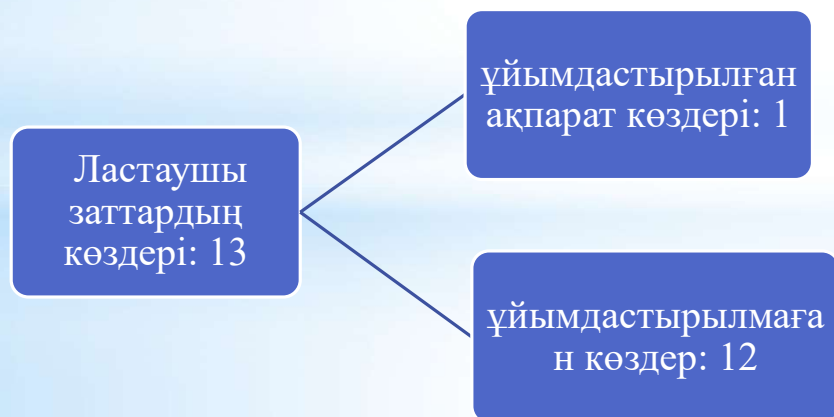 Ластаушы
заттардың
көздері: 13
ұйымдастырылған
ақпарат көздері: 1
ұйымдастырылмаға
н көздер: 12